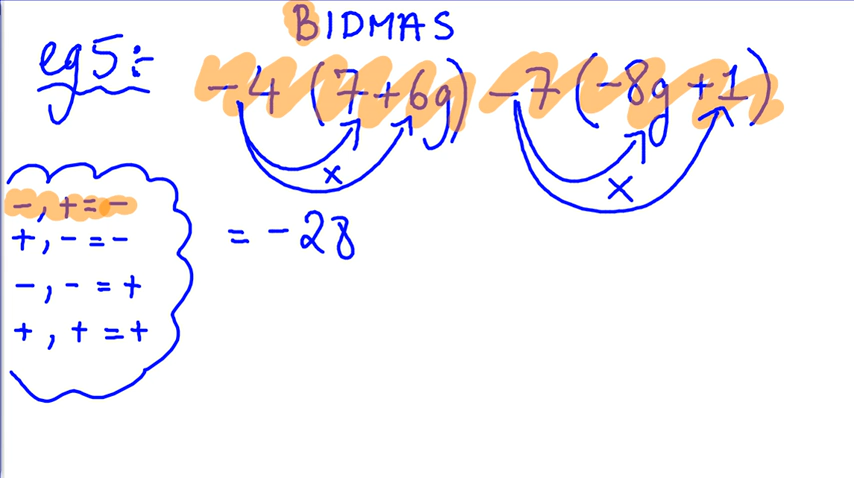 BIDMAS
eg5:- -4(7+6g) -7(-8g+1)
x x
-, + = -
+, - = - = -28
-, - = +
+, + = +